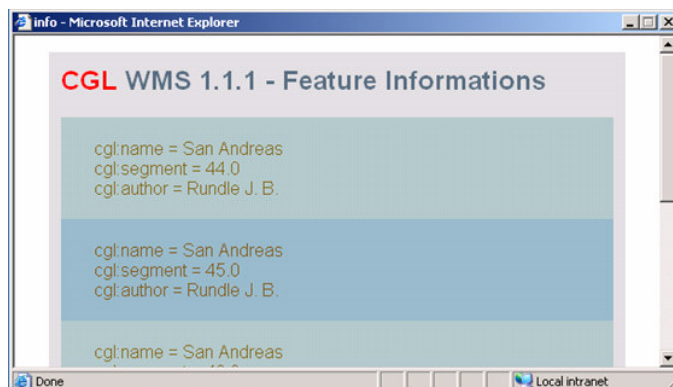 info - Microsoft Internet Explorer
CGL WMS 1.1.1 - Feature Informations
cgl:name = San Andreas
cgl:segment = 44.0
cgl:author = Rundle J. B.
cgl:name = San Andreas
cgl:segment = 45.0
cgl:author = Rundle J. B.
cgl:name = San Andreas
Done
Local intranet